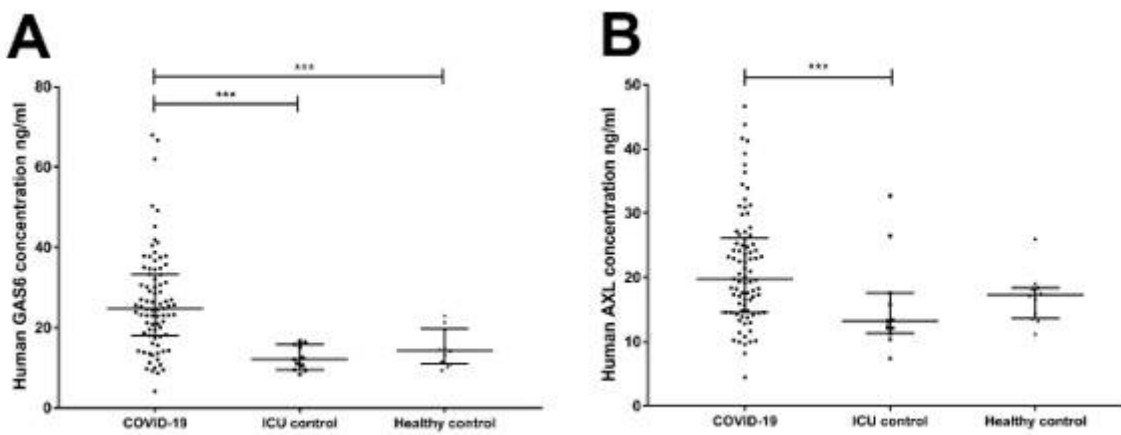 A
***
***
Human GAS6 concentration ng/ml
80
60
40
20
0
COVID-19 ICU control Healthy control
B
***
Human AXL concentration ng/ml
50
40
30
20
10
0
COVID-19 ICU control Healthy control